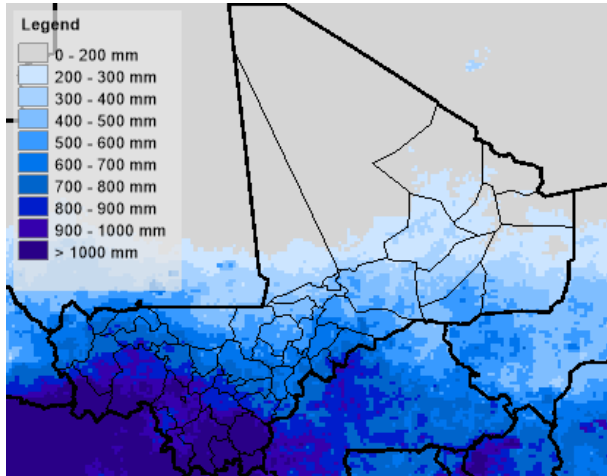 Legend
0 - 200 mm
200 - 300 mm
300 - 400 mm
400 - 500 mm
500 - 600 mm
600 - 700 mm
700 - 800 mm
800 - 900 mm
900 - 1000 mm
> 1000 mm